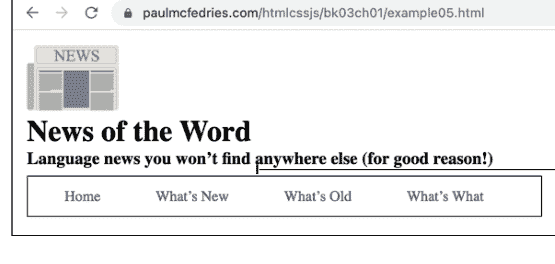 paulmcfedries.com/htmlcssjs/bk03ch01/example05.html
NEWS
News of the Word
Language news you won’t find anywhere else (for good reason!)
Home What’s New What’s Old What’s What